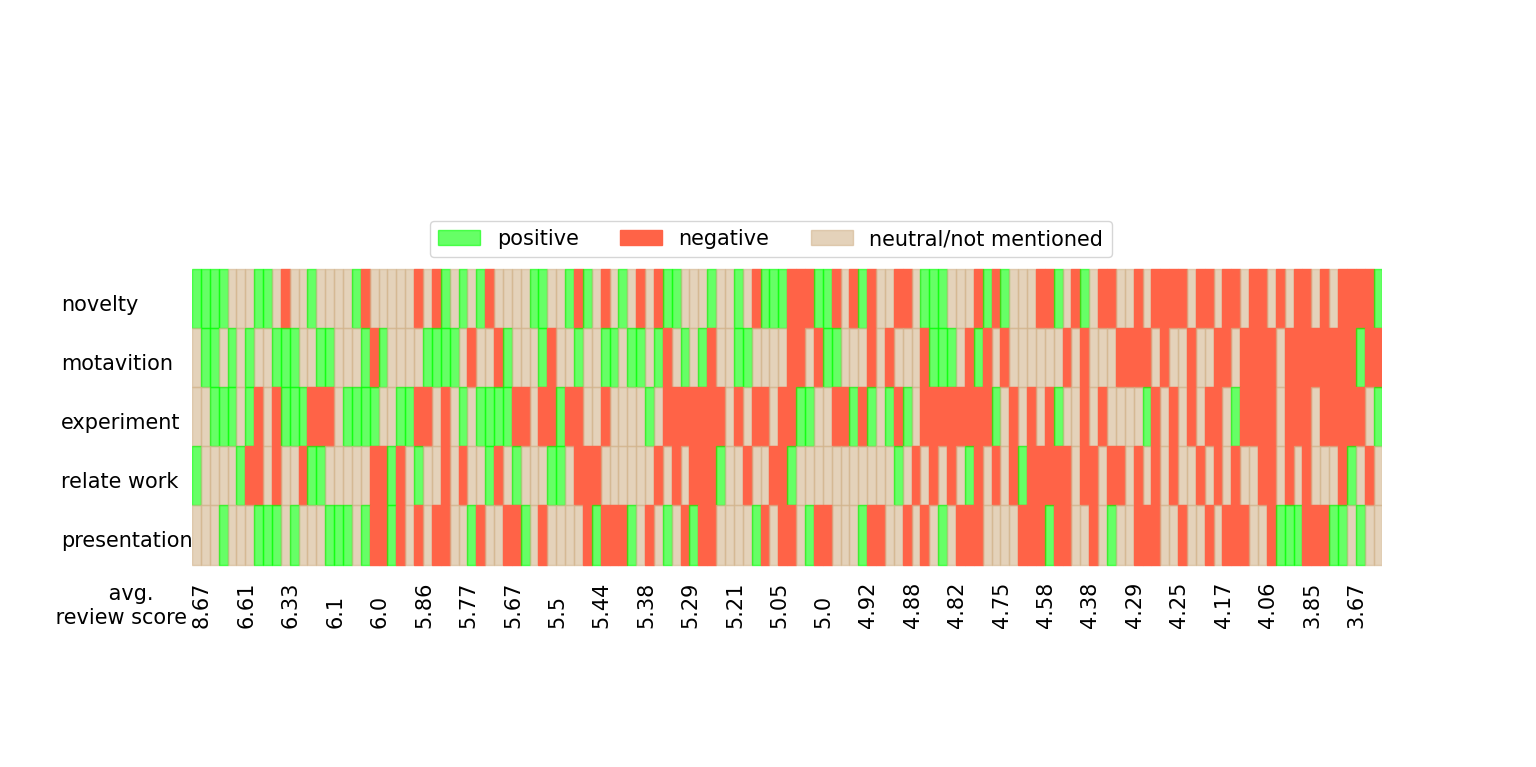 positive negative neutral/not mentioned
novelty
motavition
experiment
relate work
presentation
avg.
review score
8.67 6.61 6.33 6.1 6.0 5.86 5.77 5.67 5.5 5.44 5.38 5.29 5.21 5.05 5.0 4.92 4.88 4.82 4.75 4.58 4.38 4.29 4.25 4.17 4.06 3.85 3.67